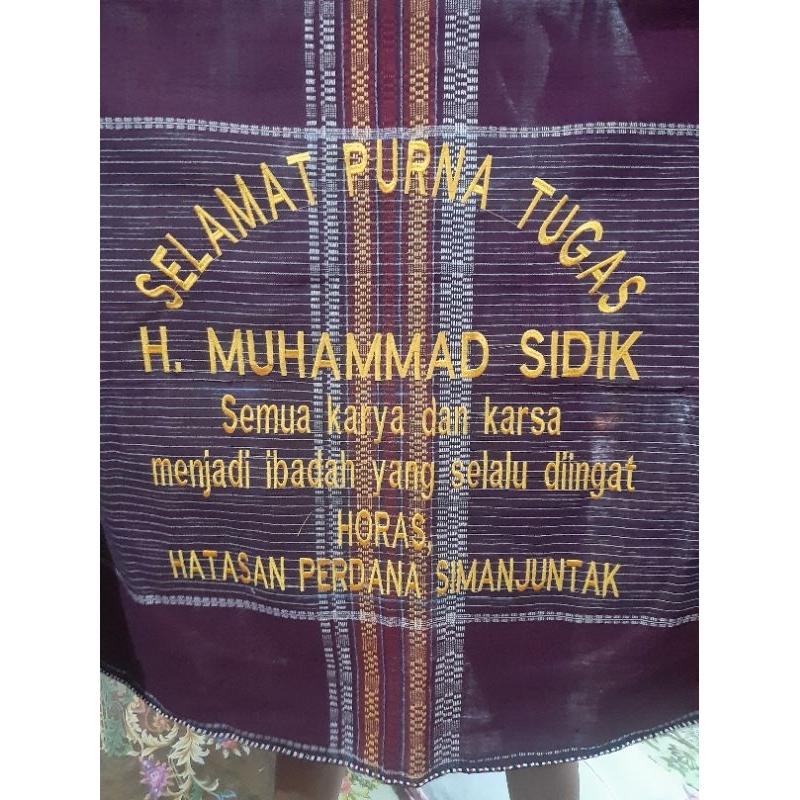 SELAMAT PURNA TUGAS
H. MUHAMMAD SIDIK
Semua karya dan karsa
menjadi ibadah yang selalu diingat
HORAS,
HATASAN PERDANA SIMANJUNTAK